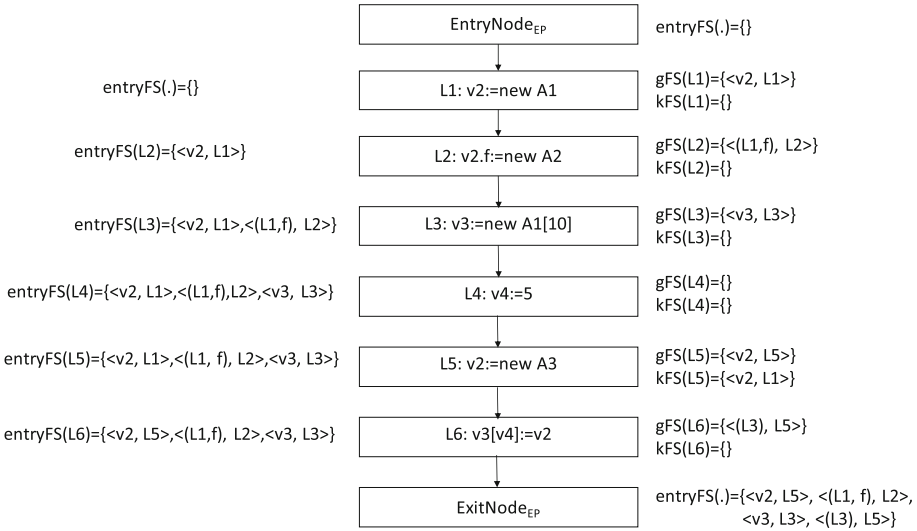 EntryNodeEP
entryFS(.)={}
entryFS(.)={}
L1: v2:=new A1
gFS(L1)={<v2, L1>}
kFS(L1)={}
entryFS(L2)={<v2, L1>}
L2: v2.f:=new A2
gFS(L2)={<(L1,f), L2>}
kFS(L2)={}
entryFS(L3)={<v2, L1>,<(L1,f), L2>}
L3: v3:=new A1[10]
gFS(L3)={<v3, L3>}
kFS(L3)={}
entryFS(L4)={<v2, L1>,<(L1,f),L2>,<v3, L3>}
L4: v4:=5
gFS(L4)={}
kFS(L4)={}
entryFS(L5)={<v2, L1>,<(L1, f), L2>,<v3, L3>}
L5: v2:=new A3
gFS(L5)={<v2, L5>}
kFS(L5)={<v2, L1>}
entryFS(L6)={<v2, L5>,<(L1,f), L2>,<v3, L3>}
L6: v3[v4]:=v2
gFS(L6)={<(L3), L5>}
kFS(L6)={}
ExitNodeEP
entryFS(.)={<v2, L5>, <(L1, f), L2>,
<v3, L3>, <(L3), L5>}